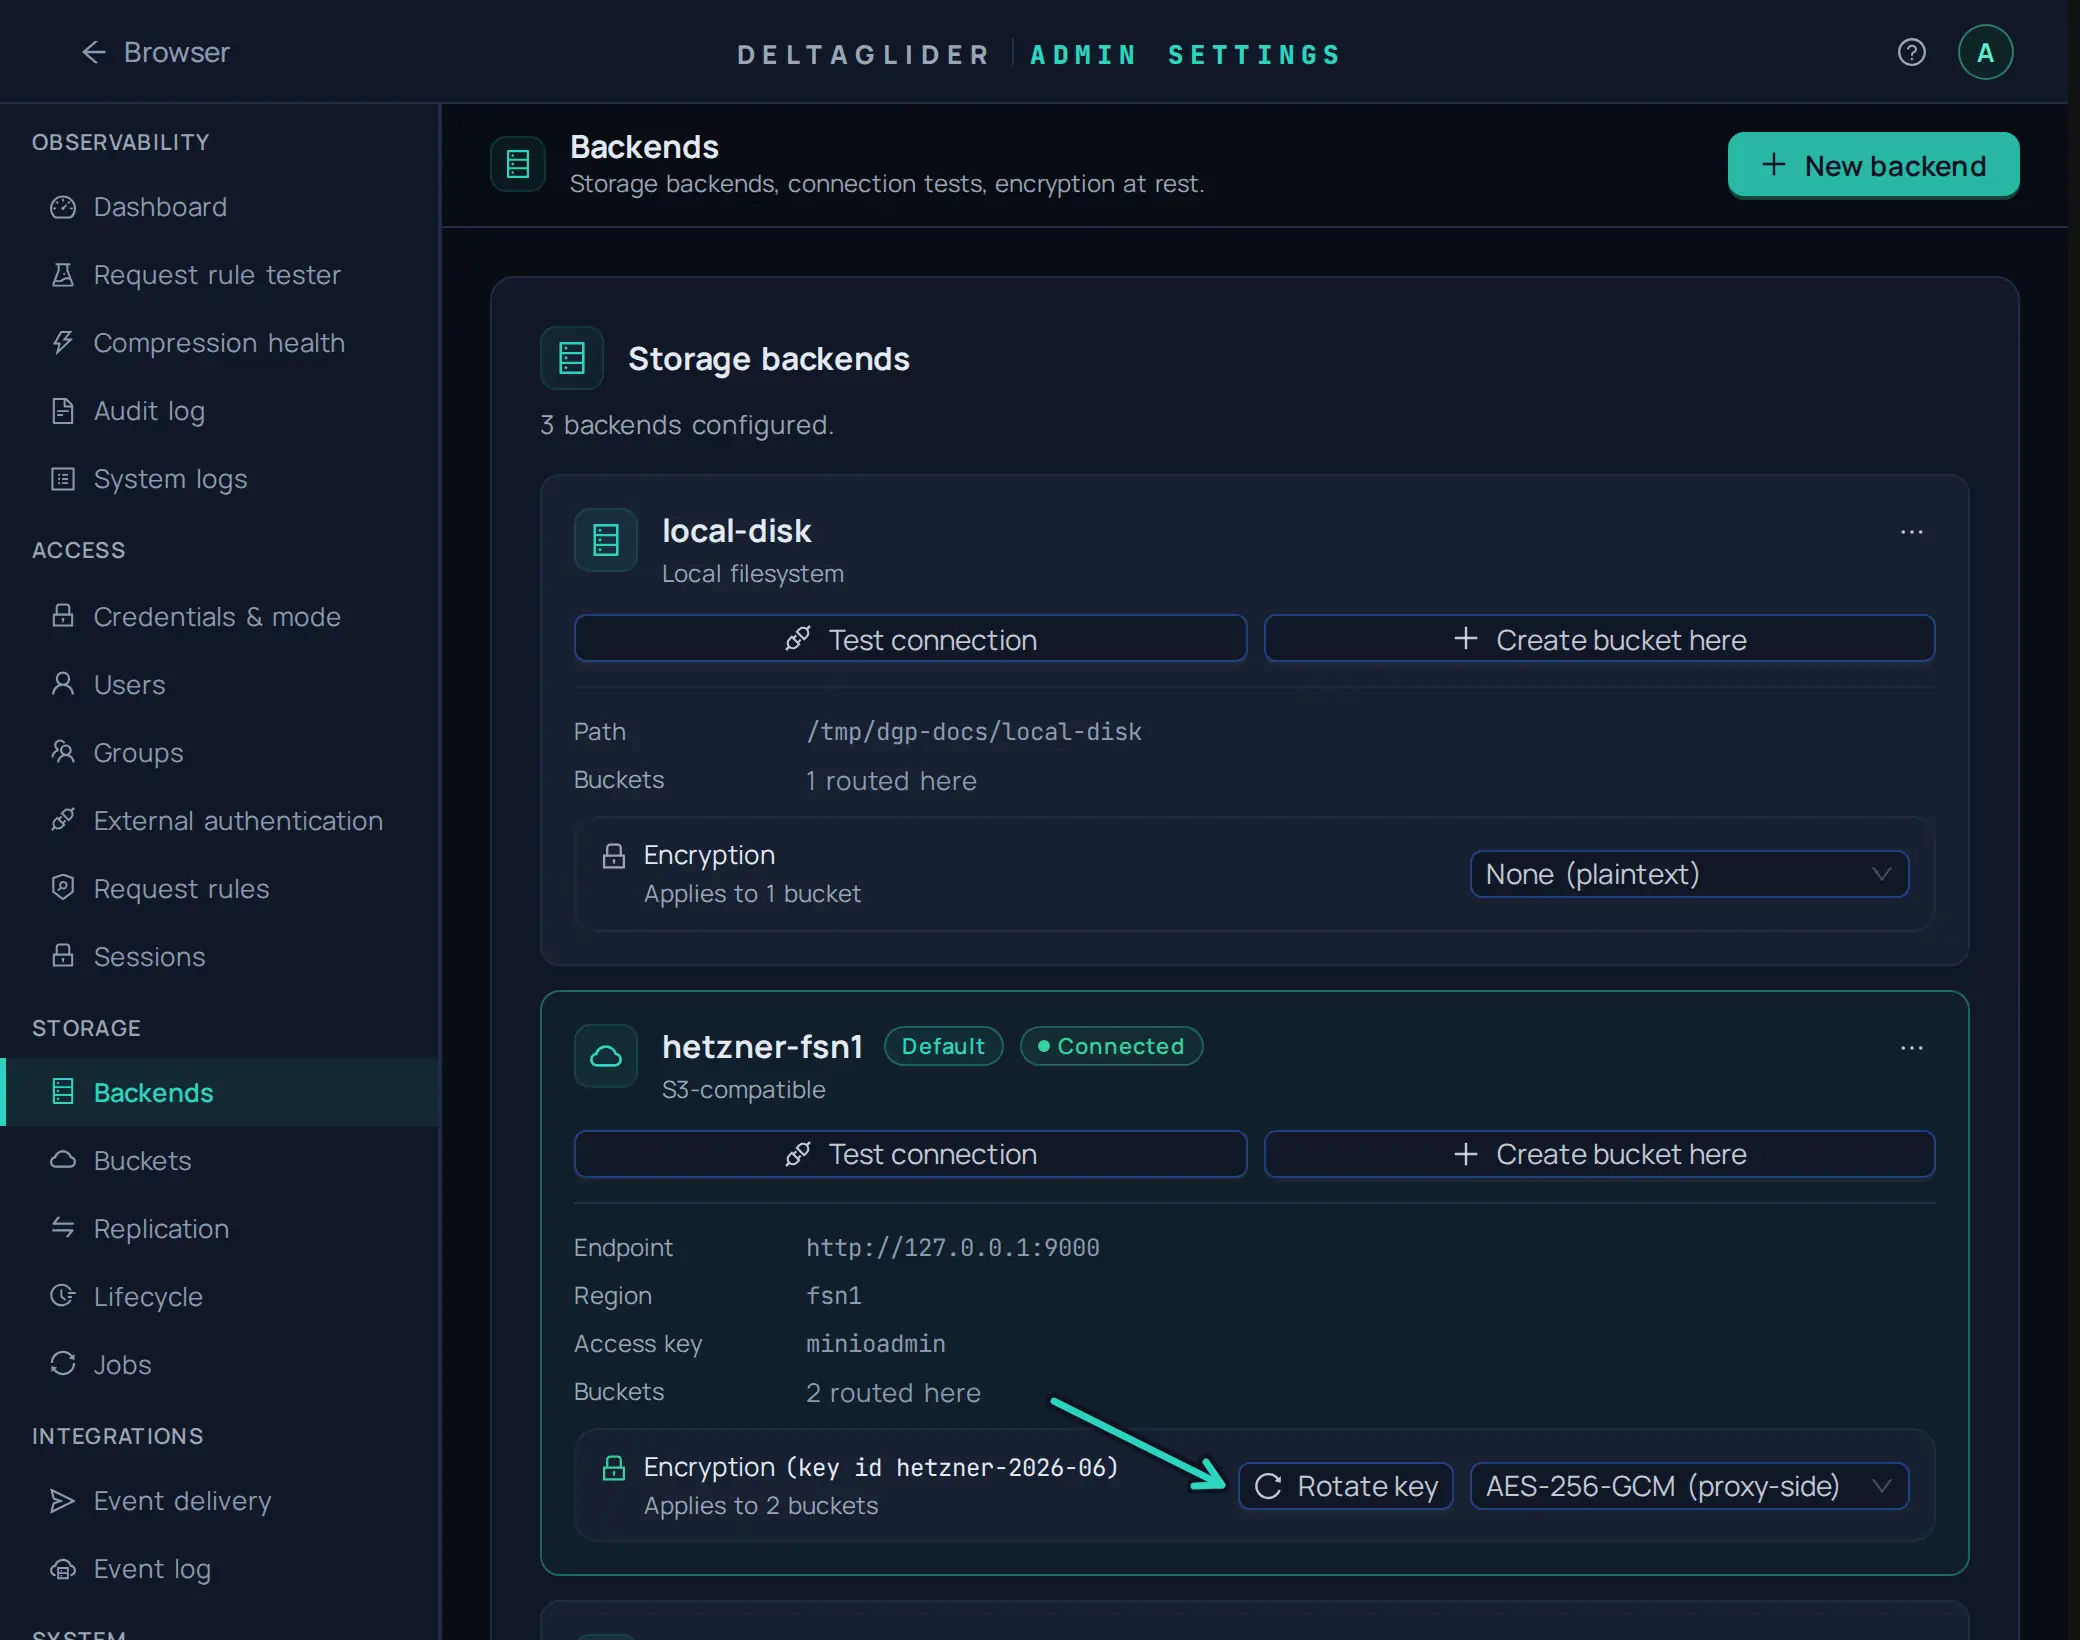 Browser
DELTAGLIDER ADMIN SETTINGS
A
OBSERVABILITY
Dashboard
Request rule tester
Compression health
Audit log
System logs
ACCESS
Credentials & mode
Users
Groups
External authentication
Request rules
Sessions
STORAGE
Backends
Buckets
Replication
Lifecycle
Jobs
INTEGRATIONS
Event delivery
Event log
SYSTEM
Backends
Storage backends, connection tests, encryption at rest.
+ New backend
Storage backends
3 backends configured.
local-disk
...
Local filesystem
Test connection
+ Create bucket here
Path /tmp/dgp-docs/local-disk
Buckets 1 routed here
Encryption
Applies to 1 bucket
None (plaintext)
hetzner-fsn1 Default Connected
...
S3-compatible
Test connection
+ Create bucket here
Endpoint http://127.0.0.1:9000
Region fsn1
Access key minioadmin
Buckets 2 routed here
Encryption (key id hetzner-2026-06)
Applies to 2 buckets
Rotate key
AES-256-GCM (proxy-side)